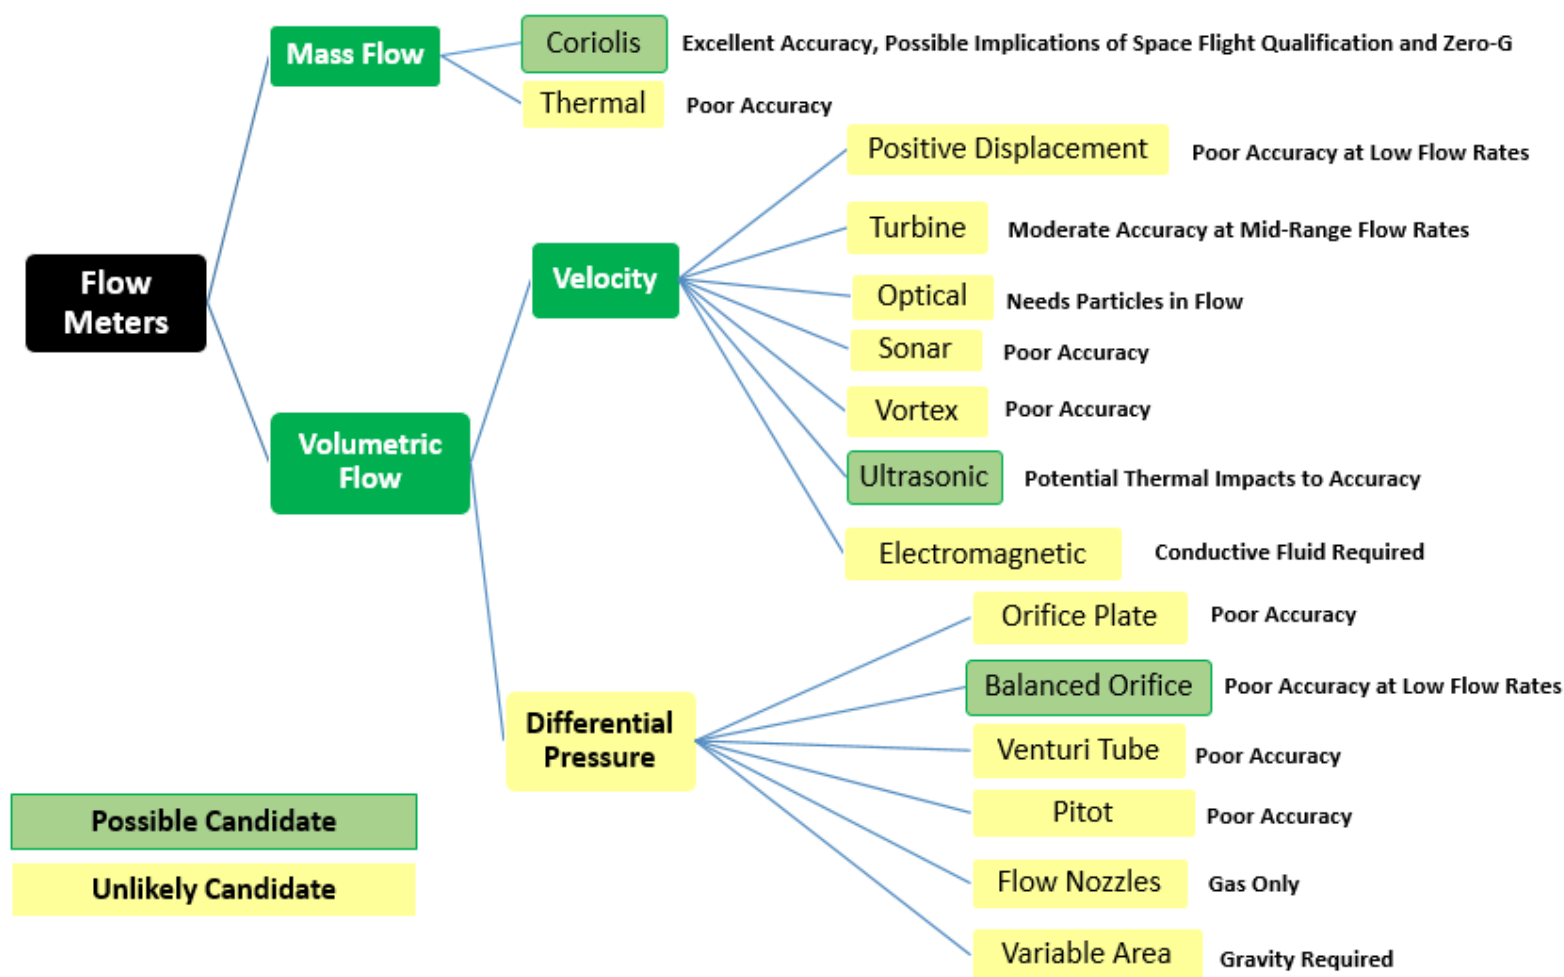 Flow
Meters
Mass Flow
Coriolis
Excellent Accuracy, Possible Implications of Space Flight Qualification and Zero-G
Thermal
Poor Accuracy
Volumetric
Flow
Velocity
Positive Displacement
Poor Accuracy at Low Flow Rates
Turbine
Moderate Accuracy at Mid-Range Flow Rates
Optical
Needs Particles in Flow
Sonar
Poor Accuracy
Vortex
Poor Accuracy
Ultrasonic
Potential Thermal Impacts to Accuracy
Electromagnetic
Conductive Fluid Required
Differential
Pressure
Orifice Plate
Poor Accuracy
Balanced Orifice
Poor Accuracy at Low Flow Rates
Venturi Tube
Poor Accuracy
Pitot
Poor Accuracy
Flow Nozzles
Gas Only
Variable Area
Gravity Required
Possible Candidate
Unlikely Candidate